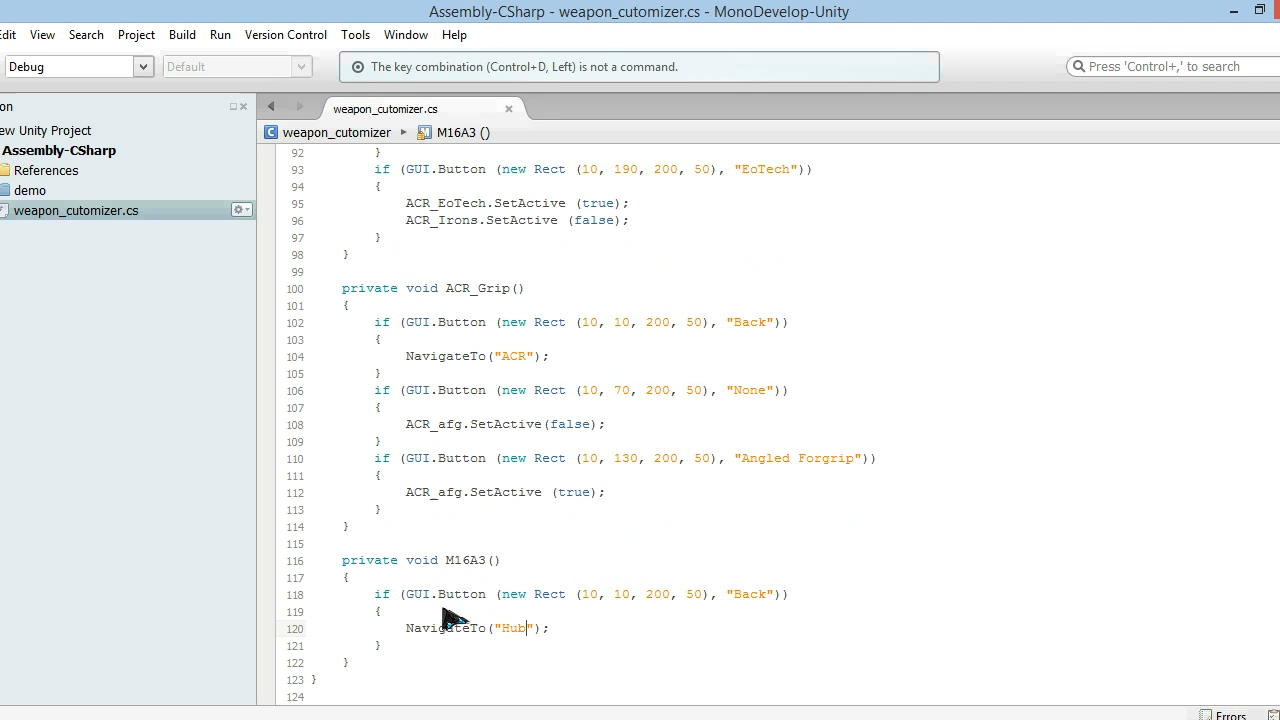 Assembly-CSharp - weapon_cutomizer.cs - MonoDevelop-Unity
dit View Search Project Build Run Version Control Tools Window Help
Debug Default The key combination (Control+D, Left) is not a command. Press 'Control+,' to search
on
weapon_cutomizer.cs
ew Unity Project
weapon_cutomizer M16A3 ()
Assembly-CSharp
References
demo
weapon_cutomizer.cs
92 }
93 if (GUI.Button (new Rect (10, 190, 200, 50), "EoTech"))
94 {
95 ACR_EoTech.SetActive (true);
96 ACR_Irons.SetActive (false);
97 }
98 }
99
100 private void ACR_Grip()
101 {
102 if (GUI.Button (new Rect (10, 10, 200, 50), "Back"))
103 {
104 NavigateTo("ACR");
105 }
106 if (GUI.Button (new Rect (10, 70, 200, 50), "None"))
107 {
108 ACR_afg.SetActive(false);
109 }
110 if (GUI.Button (new Rect (10, 130, 200, 50), "Angled Forgrip"))
111 {
112 ACR_afg.SetActive (true);
113 }
114 }
115
116 private void M16A3()
117 {
118 if (GUI.Button (new Rect (10, 10, 200, 50), "Back"))
119 {
120 NavigateTo("Hub");
121 }
122 }
123 }
124
Errors